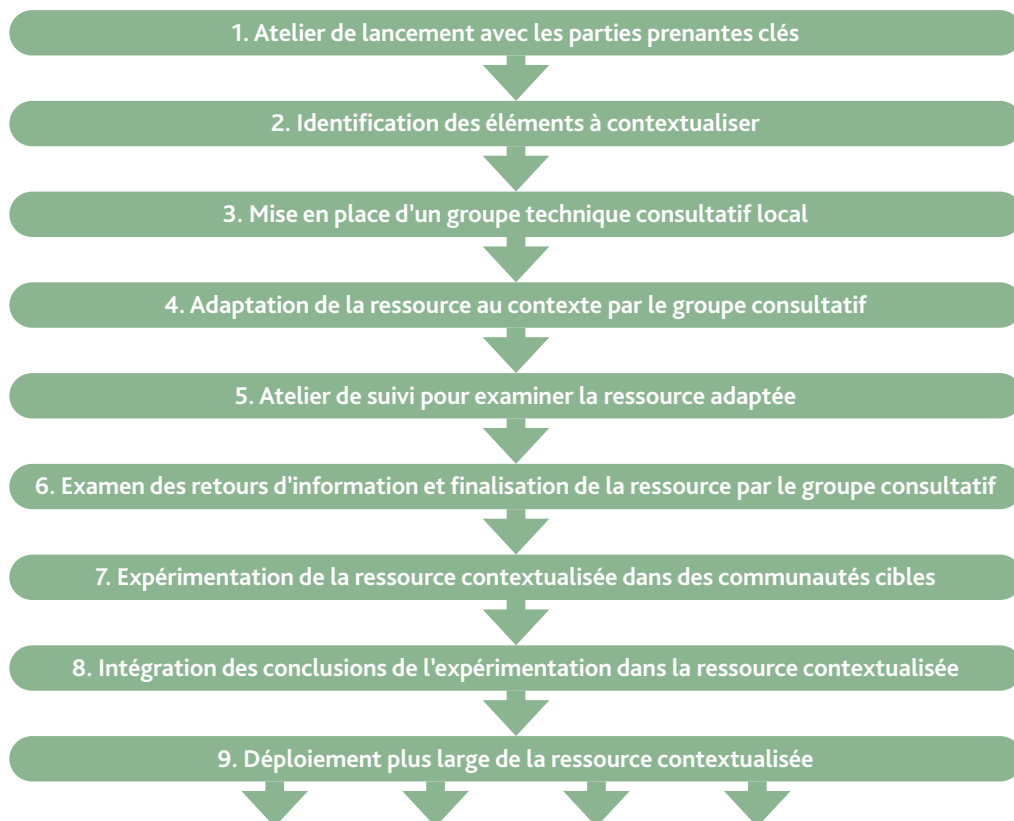 1. Atelier de lancement avec les parties prenantes clés
2. Identification des éléments à contextualiser
3. Mise en place d'un groupe technique consultatif local
4. Adaptation de la ressource au contexte par le groupe consultatif
5. Atelier de suivi pour examiner la ressource adaptée
6. Examen des retours d'information et finalisation de la ressource par le groupe consultatif
7. Expérimentation de la ressource contextualisée dans des communautés cibles
8. Intégration des conclusions de l'expérimentation dans la ressource contextualisée
9. Déploiement plus large de la ressource contextualisée